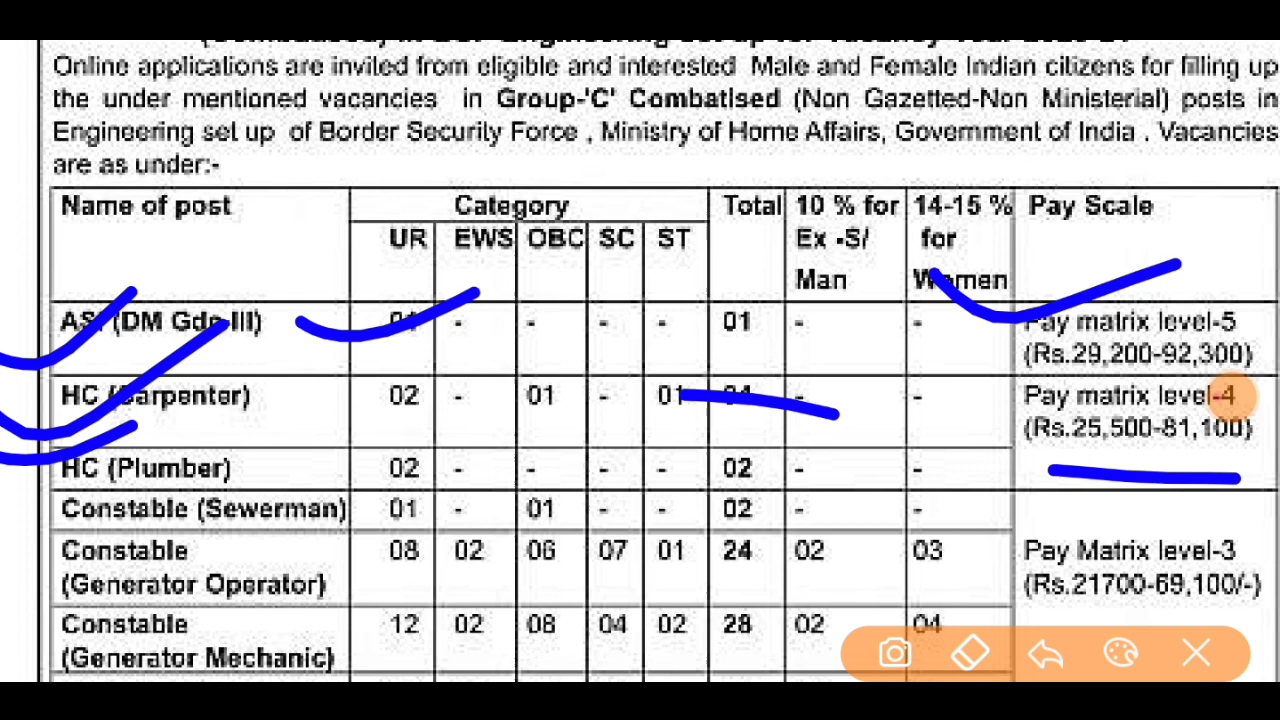 Online applications are invited from eligible and interested Male and Female Indian citizens for filling up
the under mentioned vacancies in Group-'C' Combatised (Non Gazetted-Non Ministerial) posts in
Engineering set up of Border Security Force , Ministry of Home Affairs, Government of India . Vacancies
are as under:-
Name of post Category Total 10 % for Ex -S/ Man 14-15 % for Women Pay Scale
UR EWS OBC SC ST
ASI (DM Gde-III) 01 - - - - 01 - - Pay matrix level-5
(Rs.29,200-92,300)
HC (Carpenter) 02 - 01 - 01 04 - - Pay matrix level-4
(Rs.25,500-81,100)
HC (Plumber) 02 - - - - 02 - -
Constable (Sewerman) 01 - 01 - - 02 - -
Constable (Generator Operator) 08 02 06 07 01 24 02 03 Pay Matrix level-3
(Rs.21700-69,100/-)
Constable (Generator Mechanic) 12 02 08 04 02 28 02 04